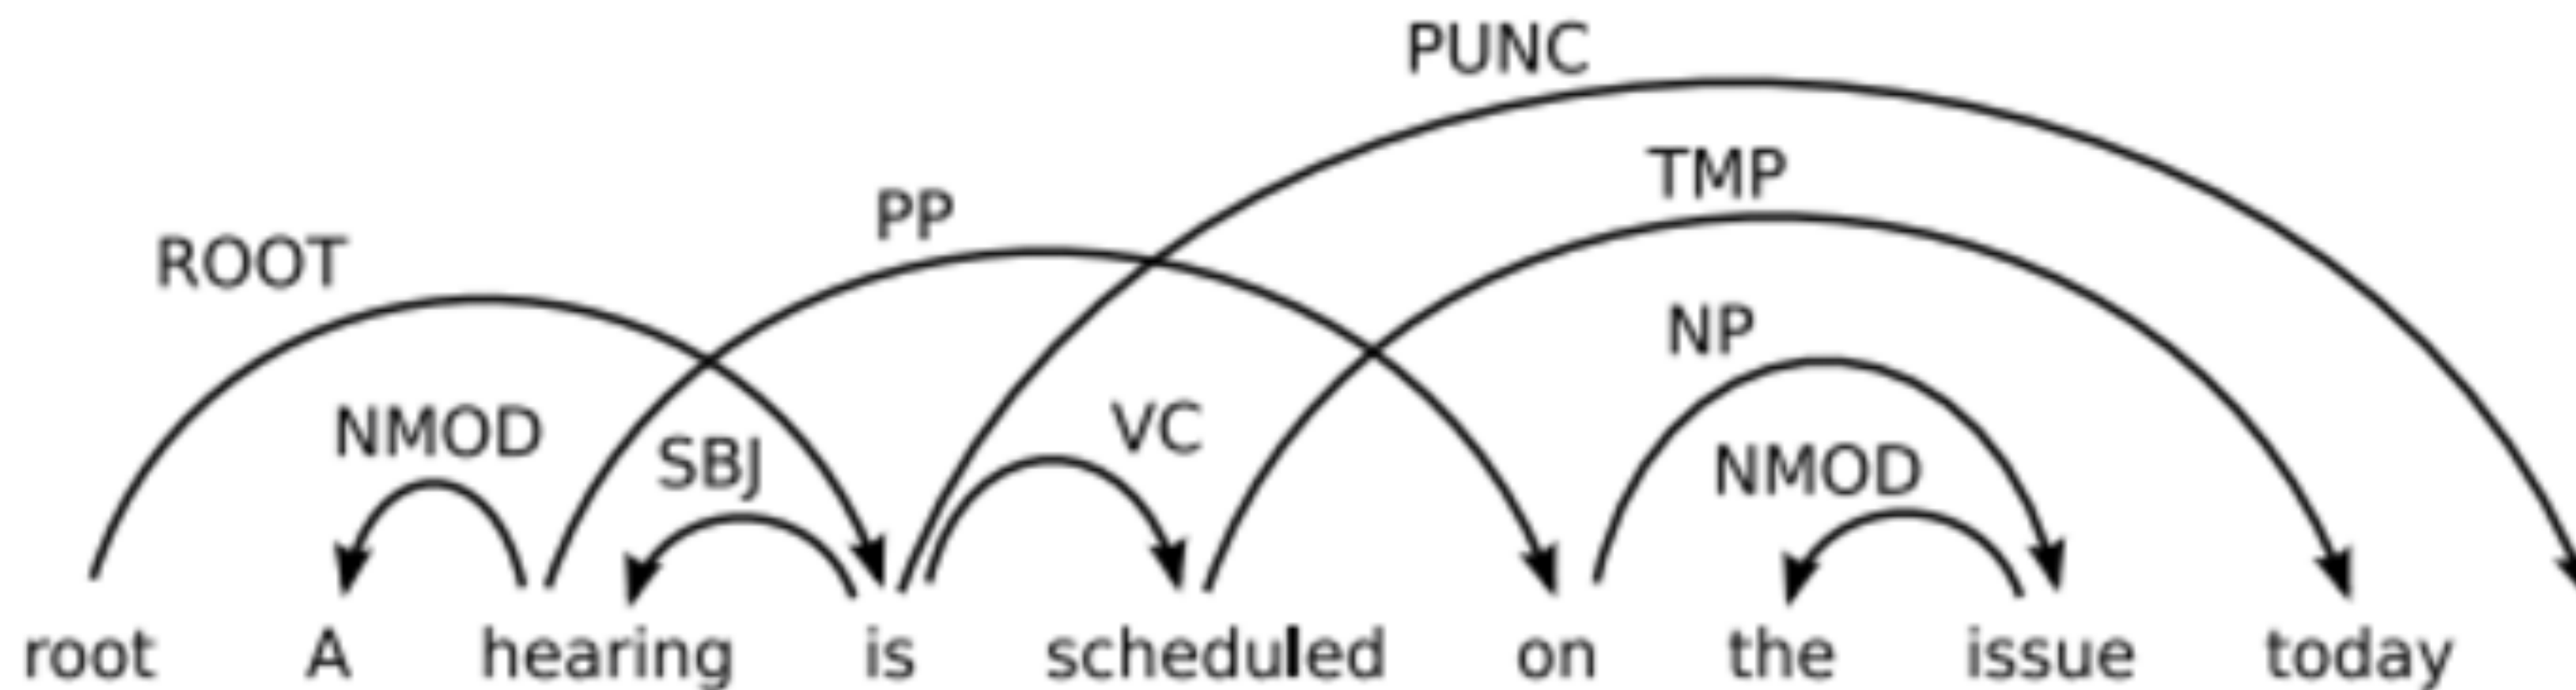 PUNC
TMP
PP
ROOT
NP
NMOD
SBJ
VC
NMOD
root A hearing is scheduled on the issue today